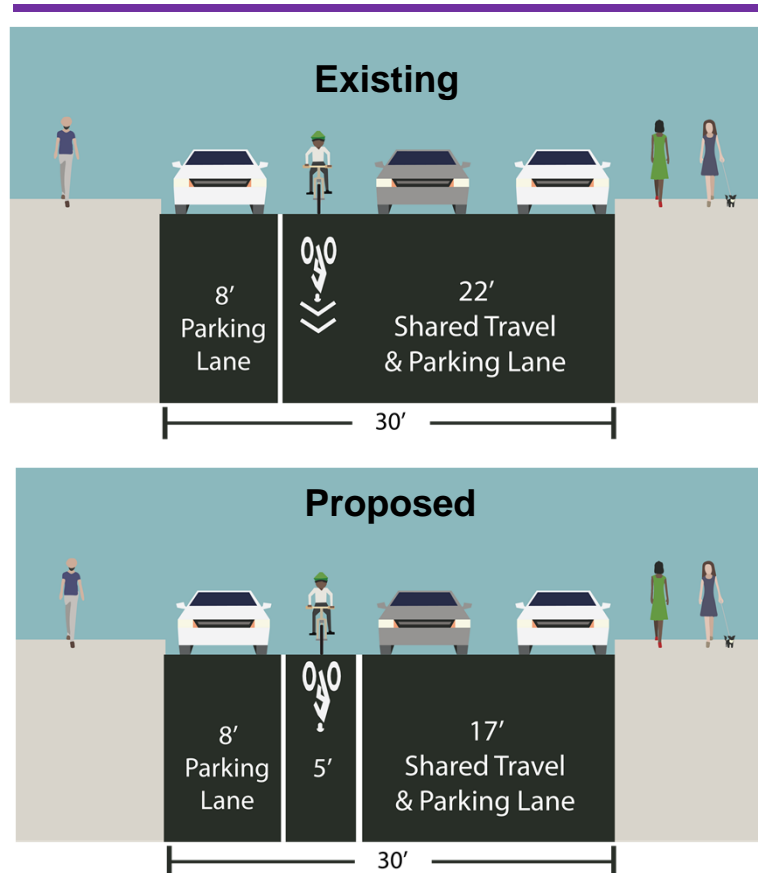 Existing
8′
Parking
Lane
22′
Shared Travel
& Parking Lane
30′
Proposed
8′
Parking
Lane
5′
17′
Shared Travel
& Parking Lane
30′